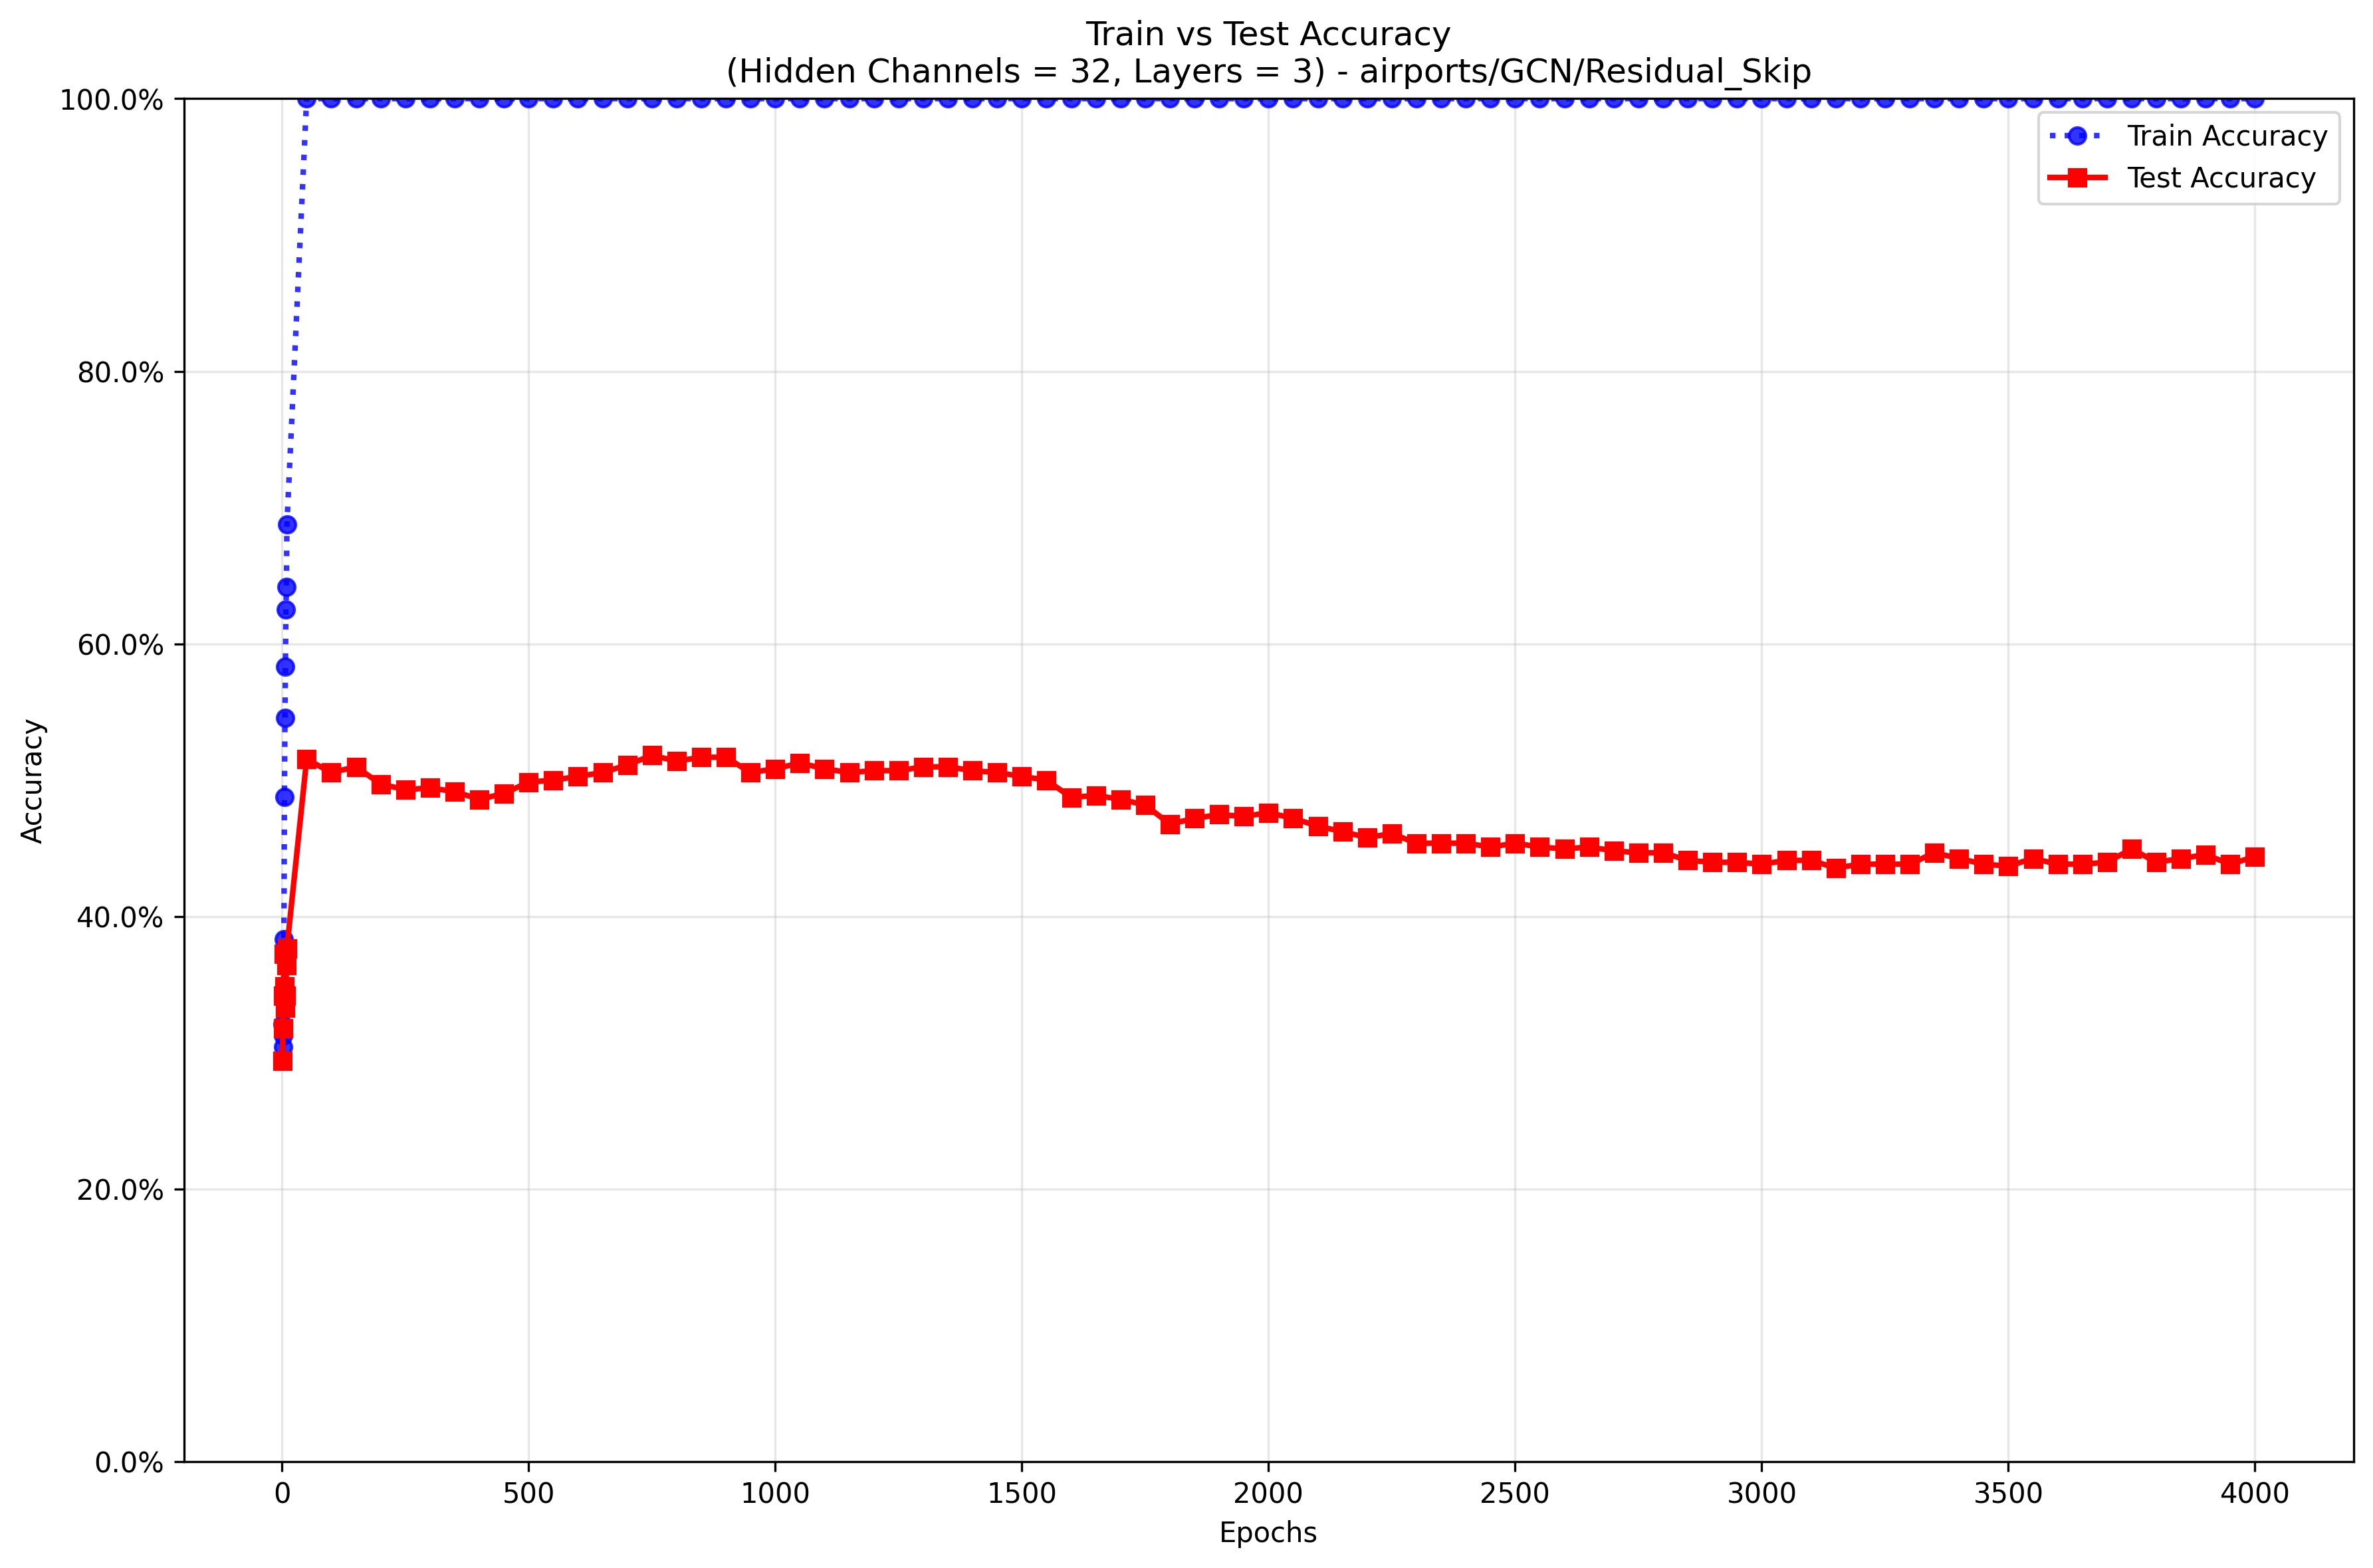 Train vs Test Accuracy
(Hidden Channels = 32, Layers = 3) - airports/GCN/Residual_Skip
100.0%
80.0%
60.0%
40.0%
20.0%
0.0%
Accuracy
Train Accuracy
Test Accuracy
0 500 1000 1500 2000 2500 3000 3500 4000
Epochs